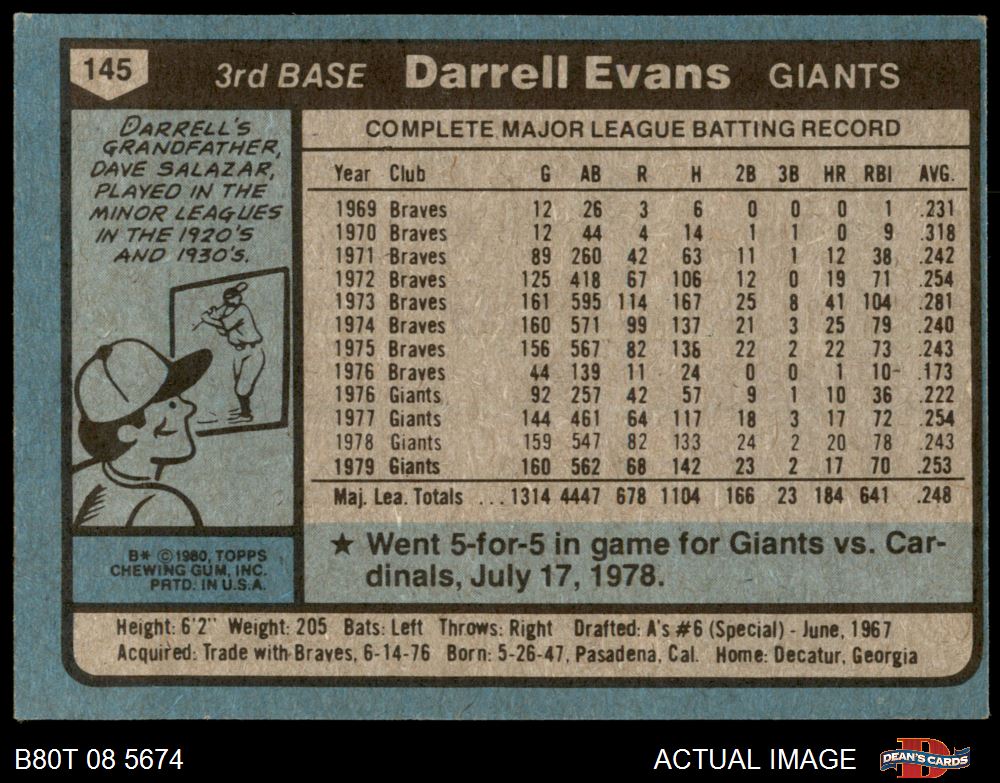 145 3rd BASE Darrell Evans GIANTS
DARRELL'S
GRANDFATHER,
DAVE SALAZAR,
PLAYED IN THE
MINOR LEAGUES
IN THE 1920'S
AND 1930'S.
COMPLETE MAJOR LEAGUE BATTING RECORD
Year Club G AB R H 2B 3B HR RBI AVG.
1969 Braves 12 26 3 6 0 0 0 1 .231
1970 Braves 12 44 4 14 1 1 0 9 .318
1971 Braves 89 260 42 63 11 1 12 38 .242
1972 Braves 125 418 67 106 12 0 19 71 .254
1973 Braves 161 595 114 167 25 8 41 104 .281
1974 Braves 160 571 99 137 21 3 25 79 .240
1975 Braves 156 567 82 138 22 2 22 73 .243
1976 Braves 44 139 11 24 0 0 1 10 .173
1976 Giants 92 257 42 57 9 1 10 36 .222
1977 Giants 144 461 64 117 18 3 17 72 .254
1978 Giants 159 547 82 133 24 2 20 78 .243
1979 Giants 160 562 68 142 23 2 17 70 .253
Maj. Lea. Totals ... 1314 4447 678 1104 166 23 184 641 .248
★ Went 5-for-5 in game for Giants vs. Car-
dinals, July 17, 1978.
B* © 1980, TOPPS
CHEWING GUM, INC.
PRTD. IN U.S.A.
Height: 6'2" Weight: 205 Bats: Left Throws: Right Drafted: A's #6 (Special) - June, 1967
Acquired: Trade with Braves, 6-14-76 Born: 5-26-47, Pasadena, Cal. Home: Decatur, Georgia
B80T 08 5674 ACTUAL IMAGE DEAN'S CARDS